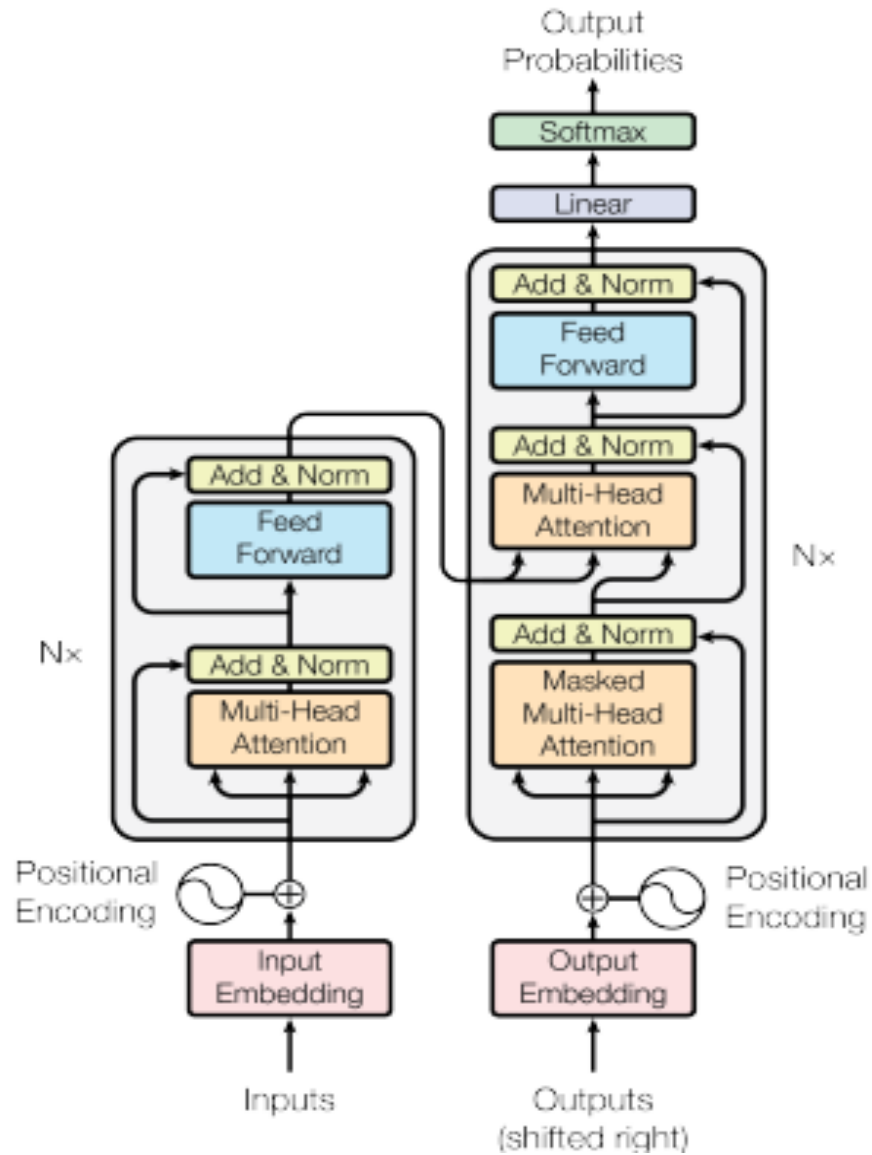 Output
Probabilities
Softmax
Linear
Add & Norm
Feed
Forward
Add & Norm
Multi-Head
Attention
Add & Norm
Masked
Multi-Head
Attention
Nx
Add & Norm
Feed
Forward
Add & Norm
Multi-Head
Attention
Nx
Positional
Encoding
Input
Embedding
Inputs
Positional
Encoding
Output
Embedding
Outputs
(shifted right)